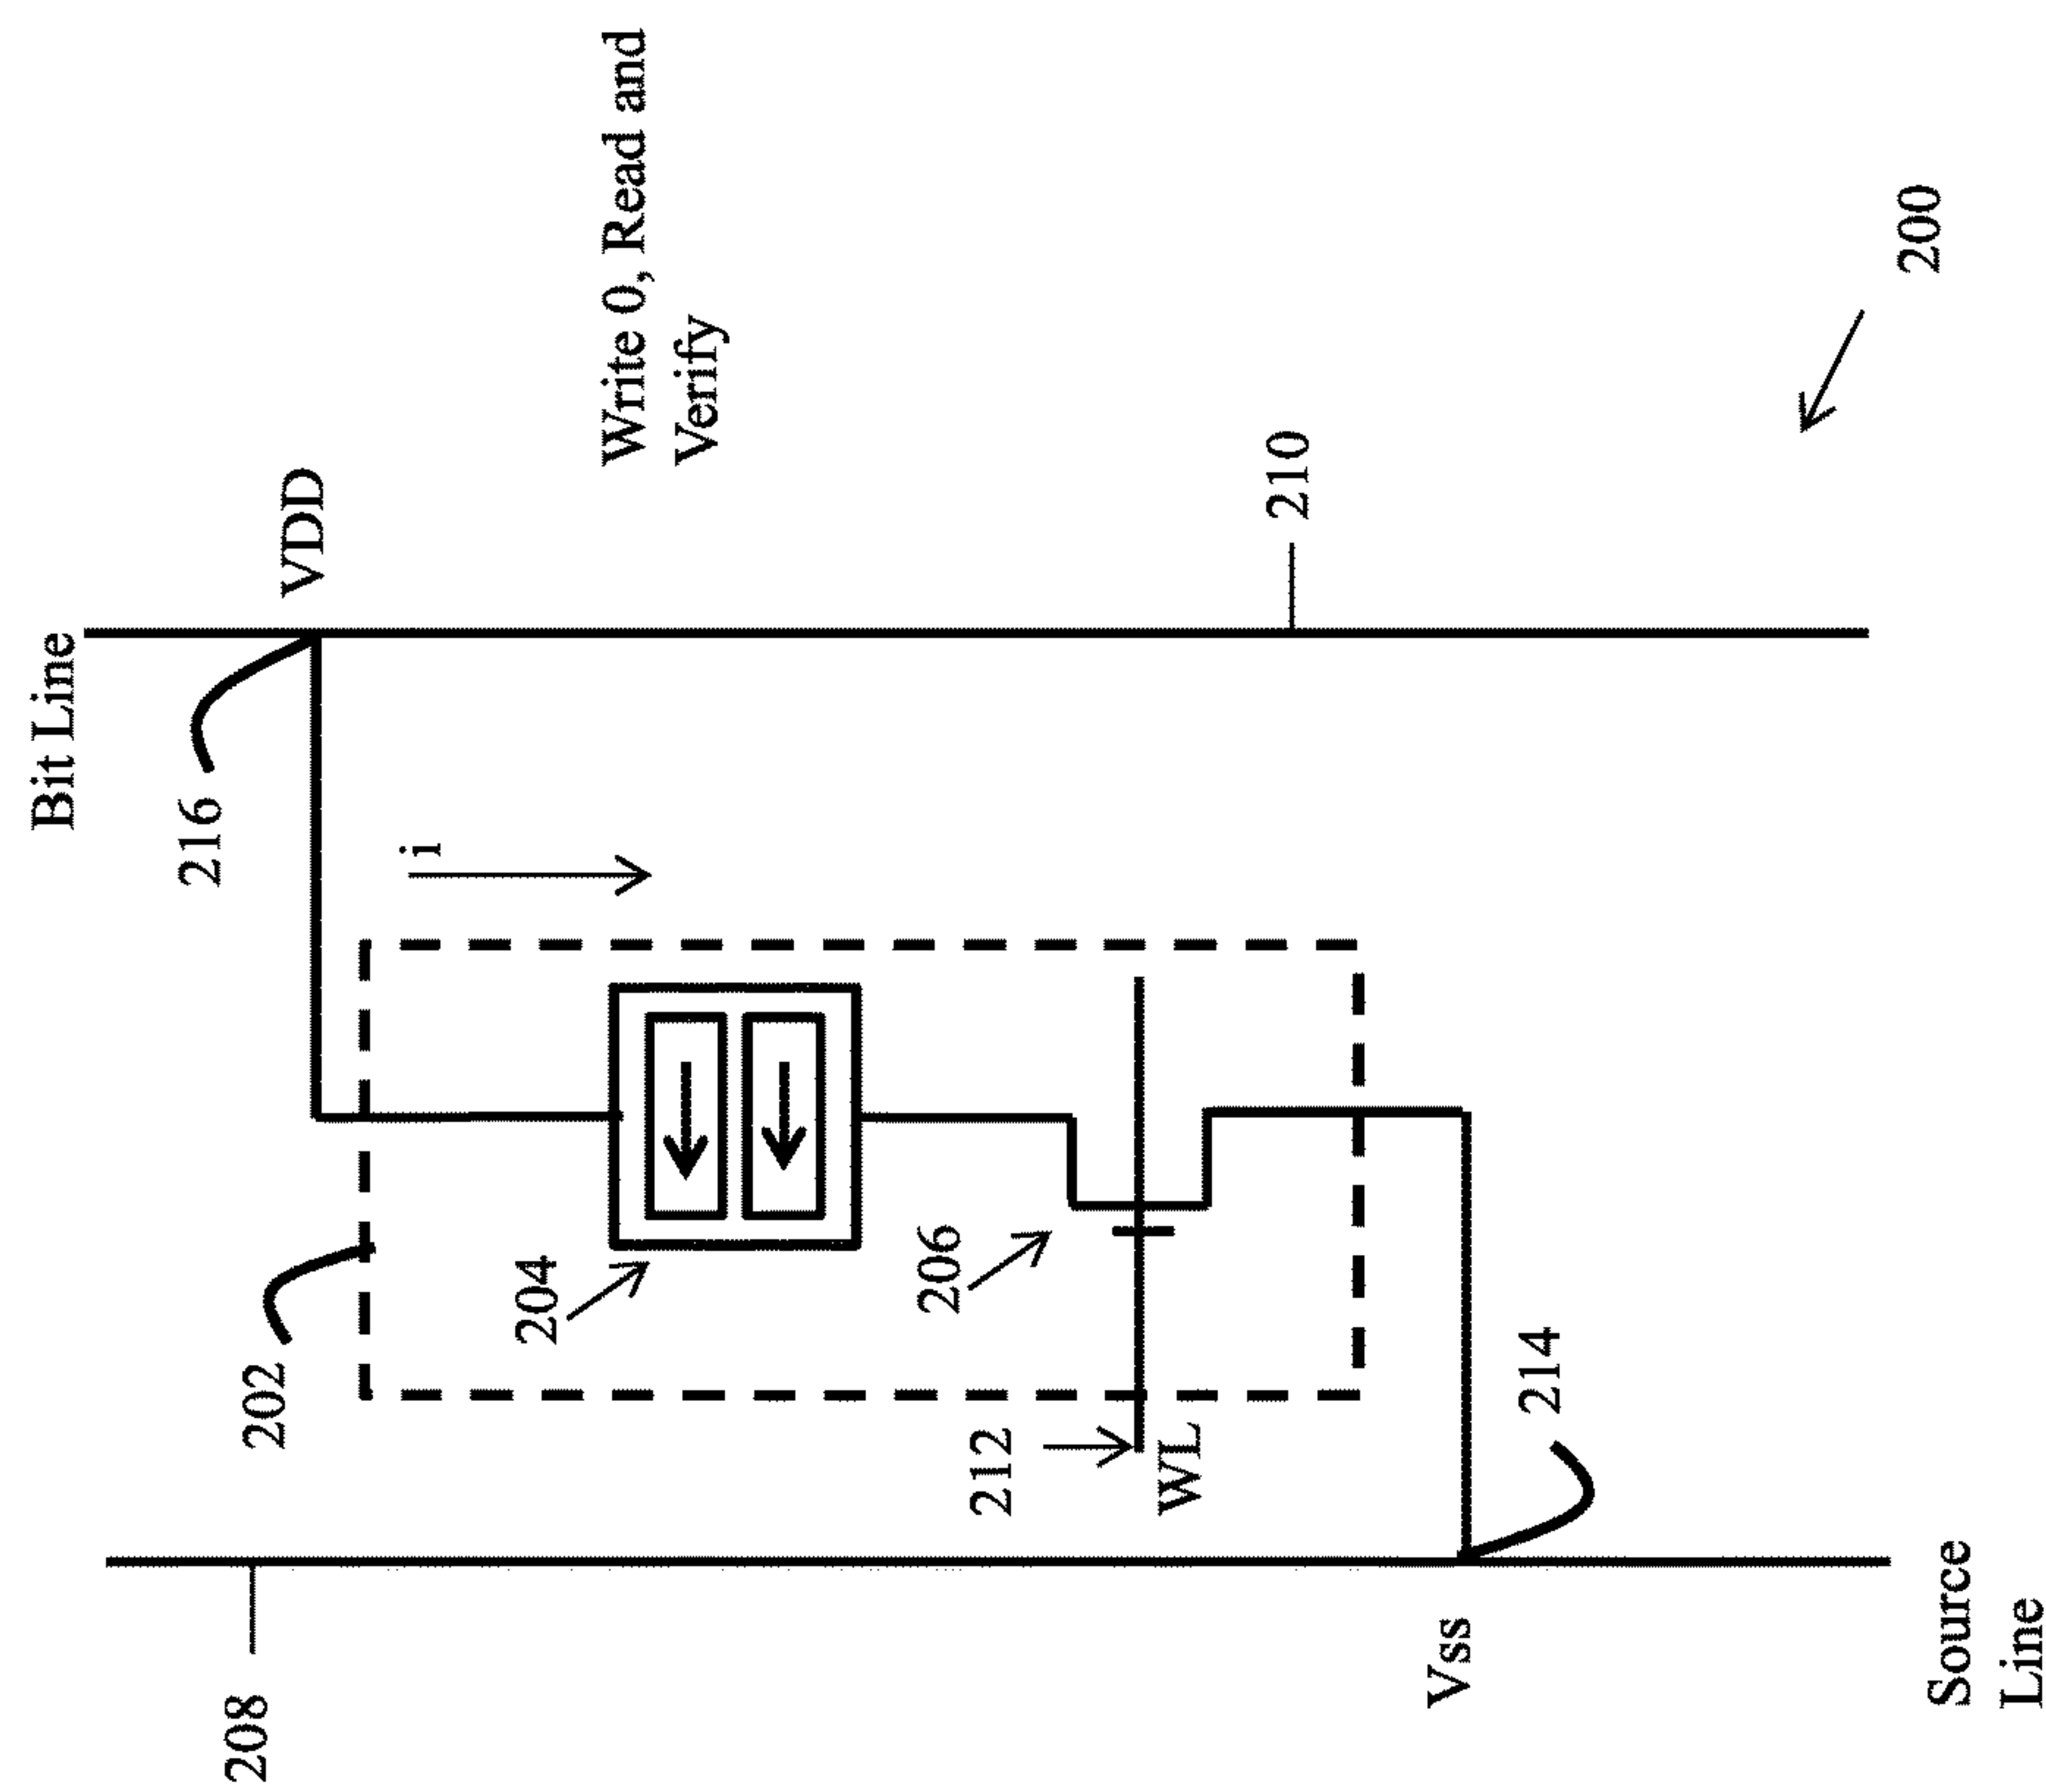 Bit Line
216
VDD
i
Write 0, Read and
Verify
202
204
206
212
WL
210
208
Vss
214
Source
Line
200